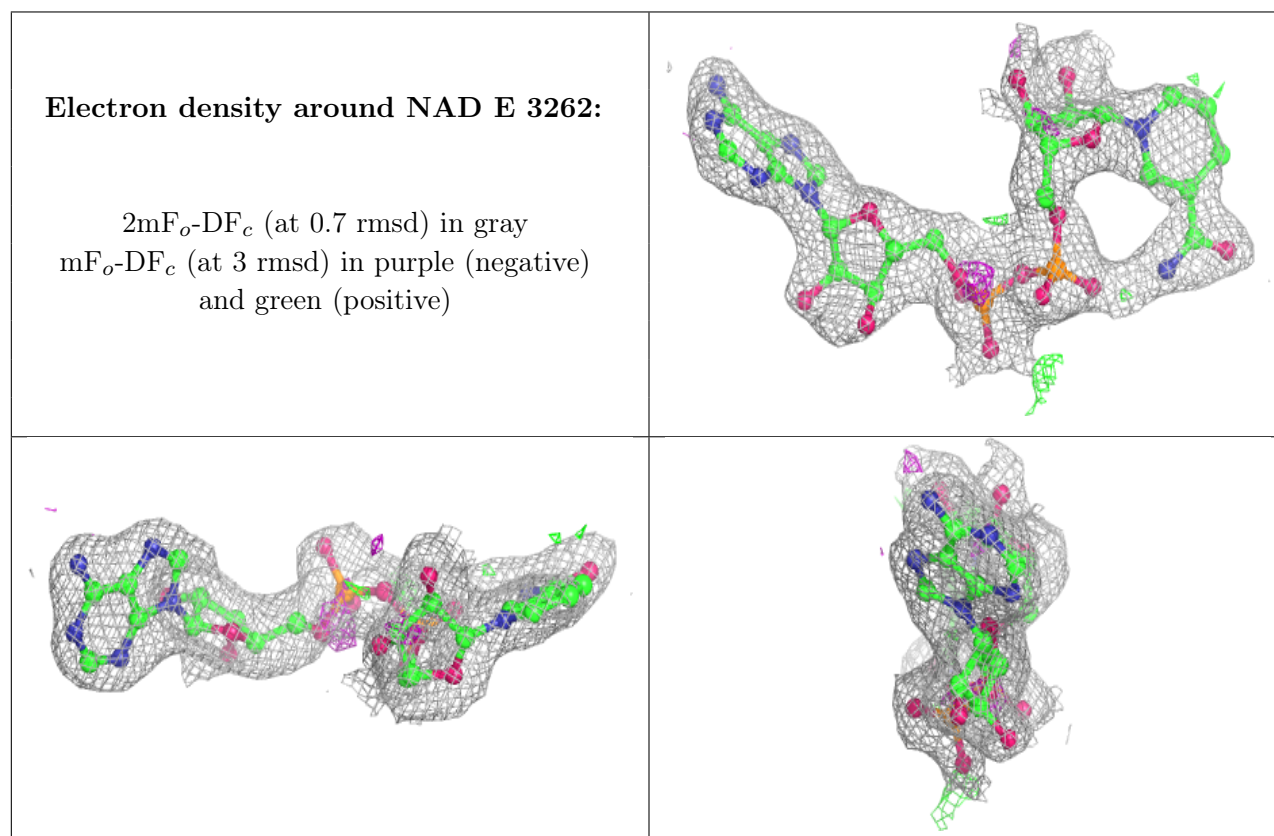 Electron density around NAD E 3262:
2mFₒ-DF𝒸 (at 0.7 rmsd) in gray
mFₒ-DF𝒸 (at 3 rmsd) in purple (negative)
and green (positive)